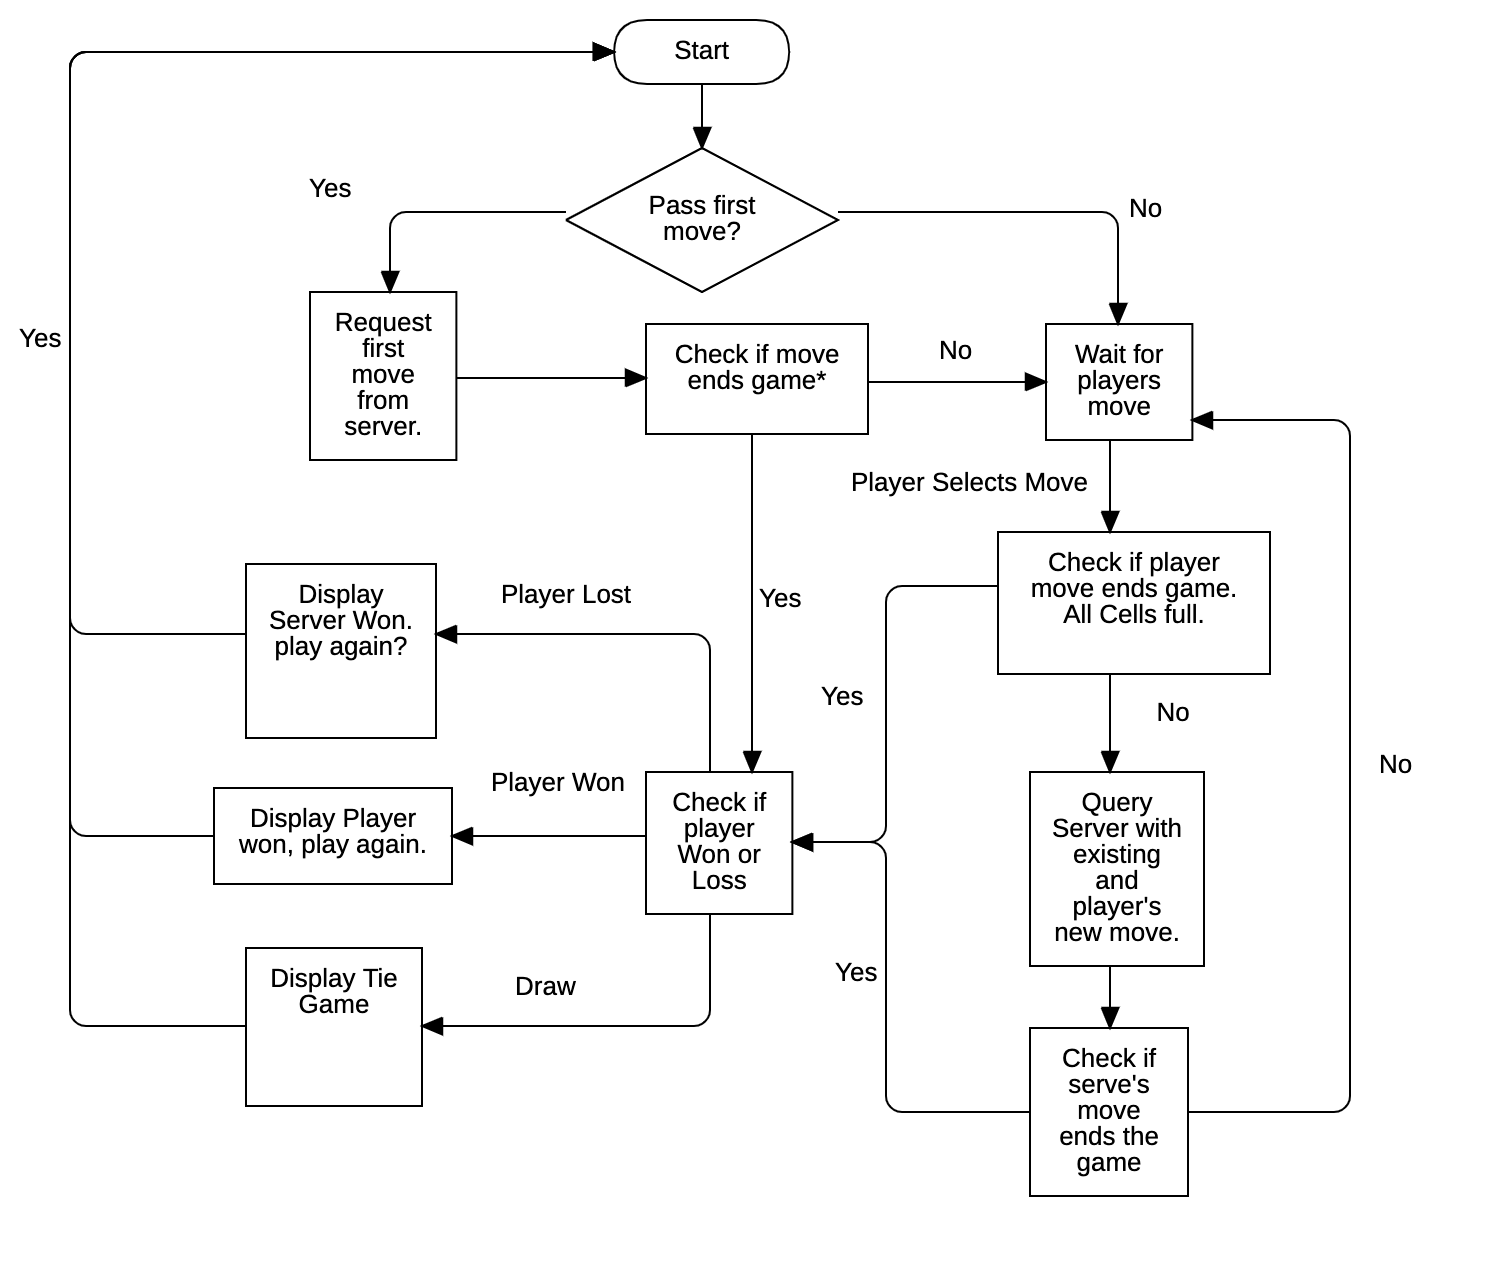 Start
Pass first
move?
Yes
No
Request
first
move
from
server.
Check if move
ends game*
No
Wait for
players
move
Yes
Player Selects Move
Check if player
move ends game.
All Cells full.
Display
Server Won.
play again?
Player Lost
Yes
Yes
No
No
Player Won
Display Player
won, play again.
Check if
player
Won or
Loss
Query
Server with
existing
and
player's
new move.
Display Tie
Game
Draw
Yes
Check if
serve's
move
ends the
game